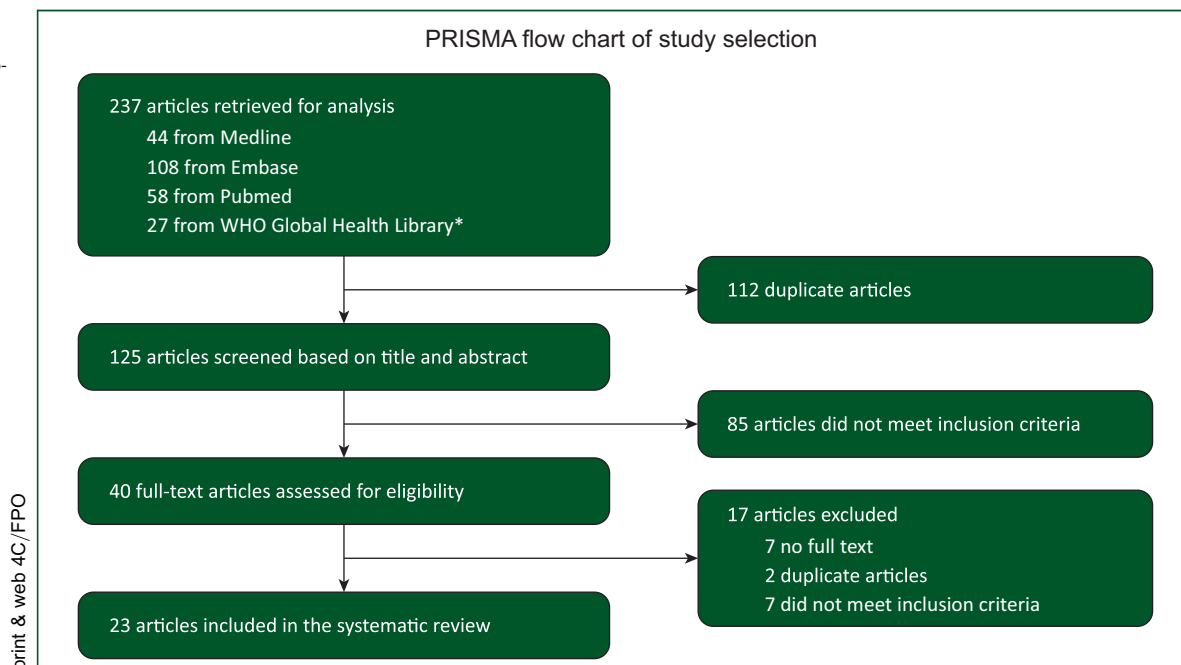 PRISMA flow chart of study selection
237 articles retrieved for analysis
44 from Medline
108 from Embase
58 from Pubmed
27 from WHO Global Health Library*
112 duplicate articles
125 articles screened based on title and abstract
85 articles did not meet inclusion criteria
40 full-text articles assessed for eligibility
17 articles excluded
7 no full text
2 duplicate articles
7 did not meet inclusion criteria
23 articles included in the systematic review
print & web 4C/FPO